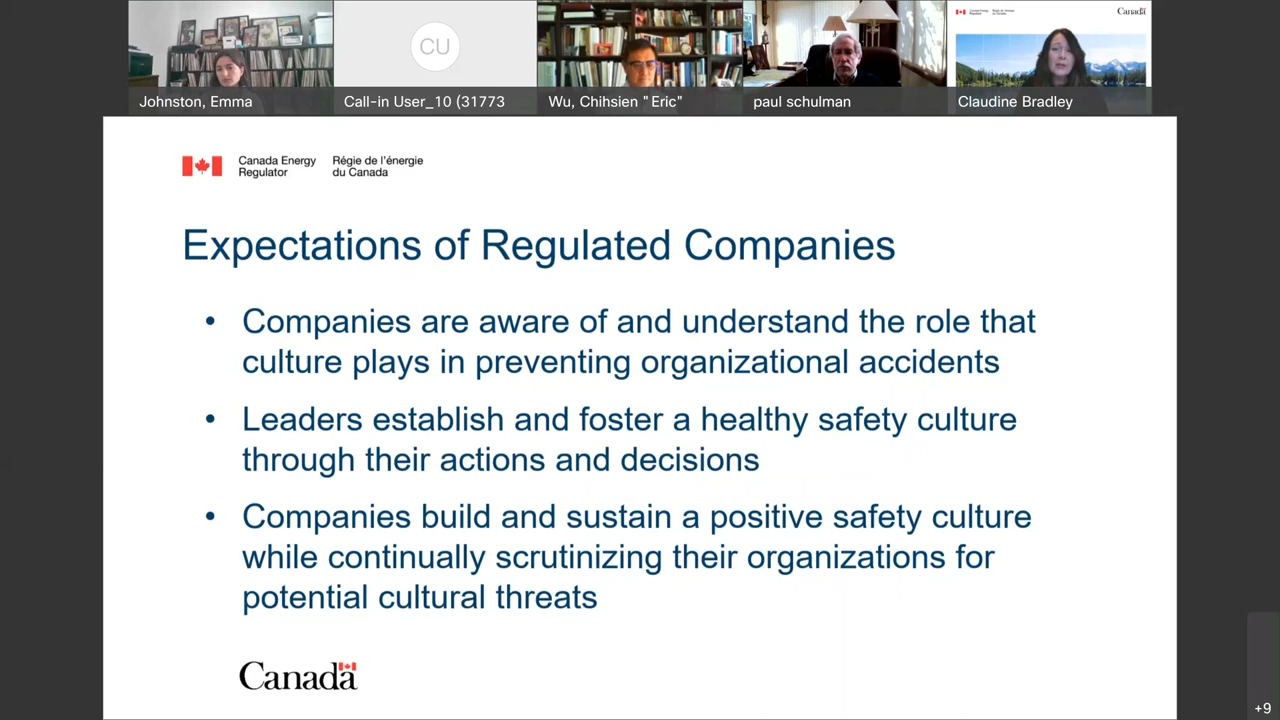 Canada
Johnston, Emma
CU
Call-in User_10 (31773
Wu, Chihsien "Eric"
paul schulman
Claudine Bradley
Canada Energy Régie de l'énergie
Regulator du Canada
Expectations of Regulated Companies
• Companies are aware of and understand the role that
culture plays in preventing organizational accidents
• Leaders establish and foster a healthy safety culture
through their actions and decisions
• Companies build and sustain a positive safety culture
while continually scrutinizing their organizations for
potential cultural threats
Canada
+9